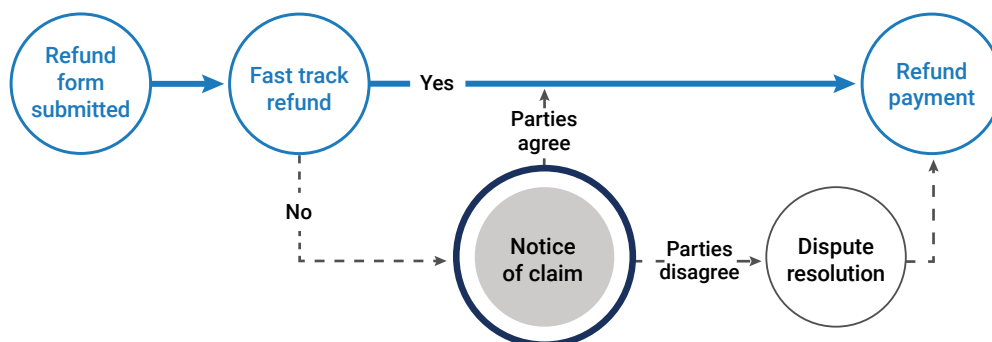 Refund
form
submitted
Fast track
refund
Yes
Refund
payment
Parties
agree
No
Notice
of claim
Parties
disagree
Dispute
resolution